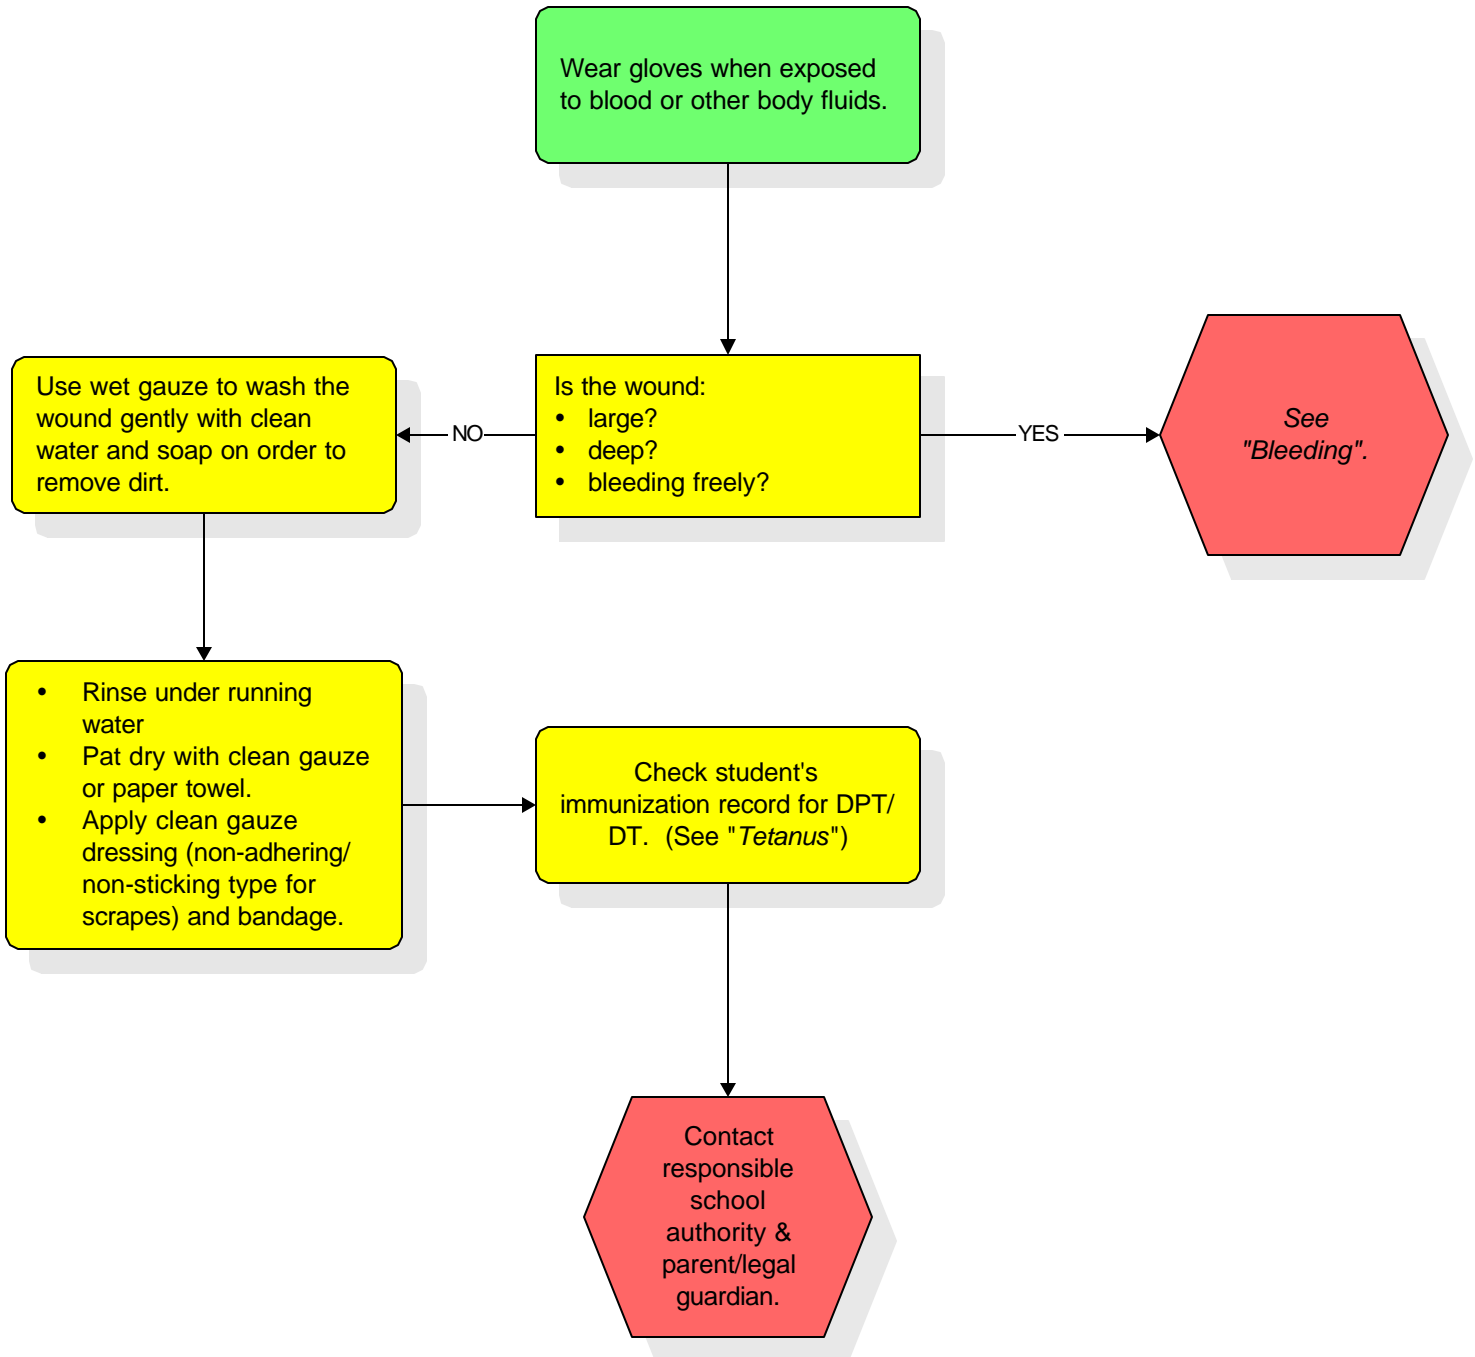 Wear gloves when exposed
to blood or other body fluids.
Use wet gauze to wash the
wound gently with clean
water and soap on order to
remove dirt.
NO
Is the wound:
• large?
• deep?
• bleeding freely?
YES
See
"Bleeding".
• Rinse under running
water
• Pat dry with clean gauze
or paper towel.
• Apply clean gauze
dressing (non-adhering/
non-sticking type for
scrapes) and bandage.
Check student's
immunization record for DPT/
DT.  (See "Tetanus")
Contact
responsible
school
authority &
parent/legal
guardian.